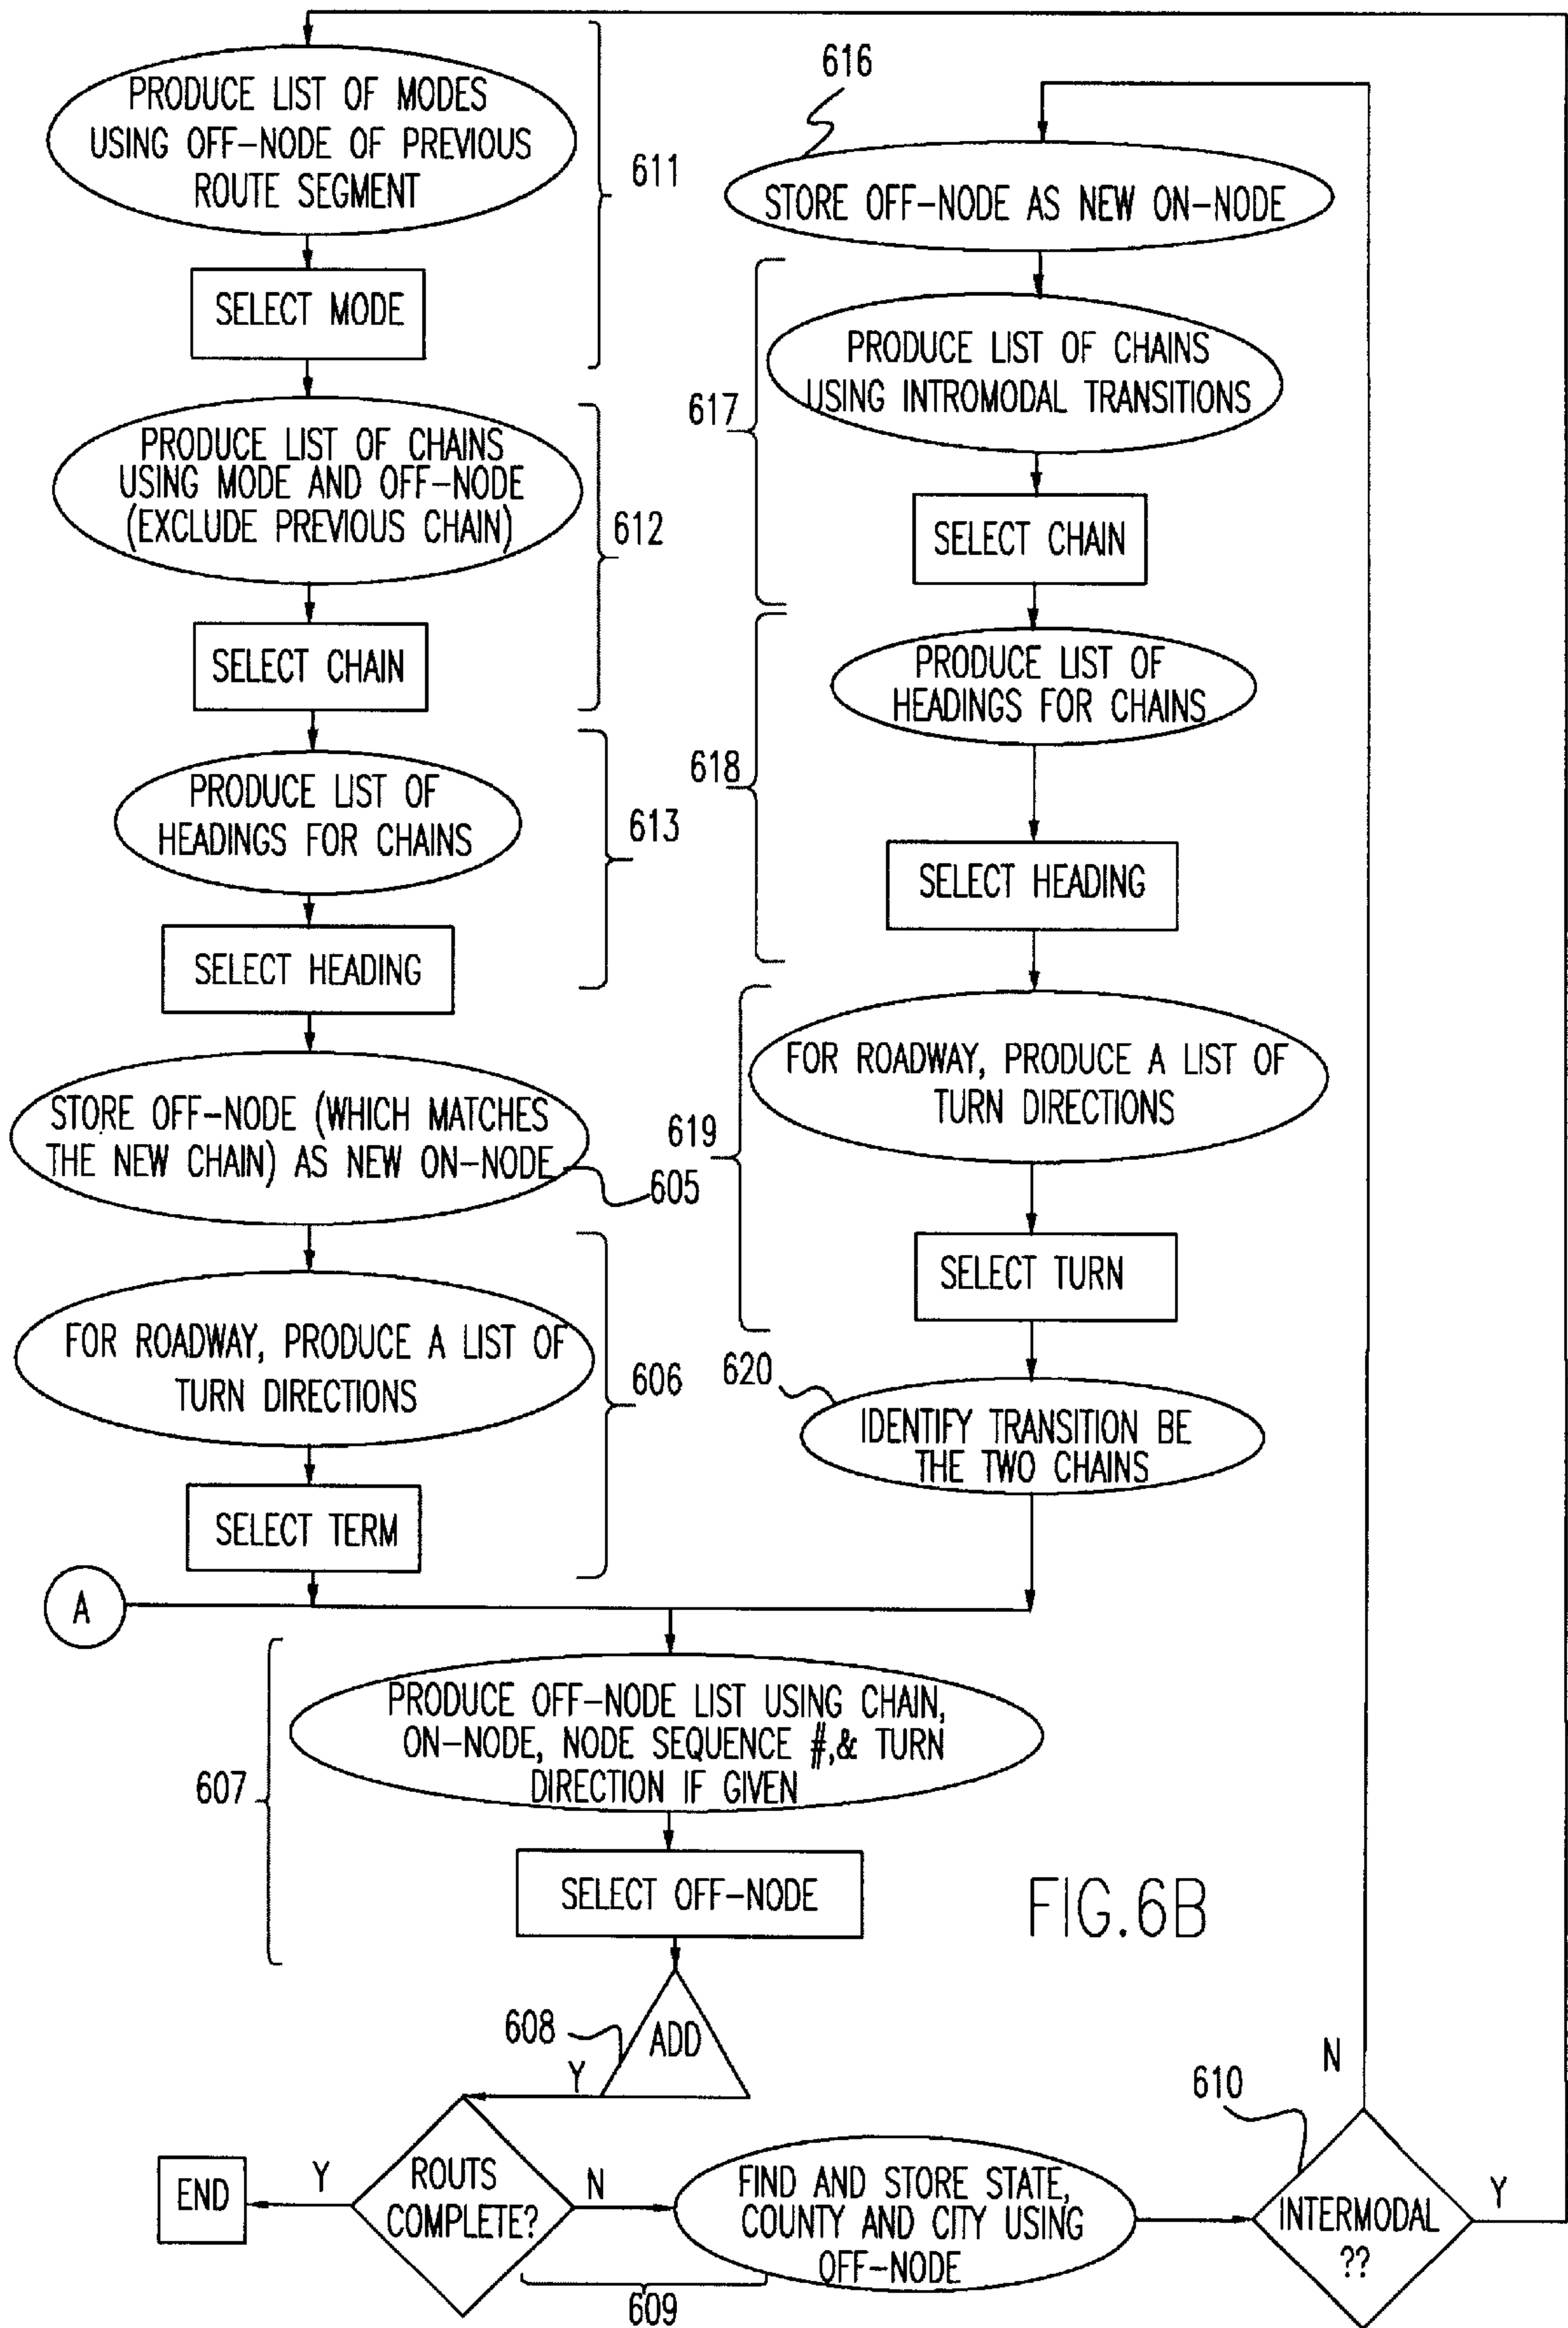 PRODUCE LIST OF MODES
USING OFF-NODE OF PREVIOUS
ROUTE SEGMENT
611
SELECT MODE
PRODUCE LIST OF CHAINS
USING MODE AND OFF-NODE
(EXCLUDE PREVIOUS CHAIN)
612
SELECT CHAIN
PRODUCE LIST OF
HEADINGS FOR CHAINS
613
SELECT HEADING
STORE OFF-NODE (WHICH MATCHES
THE NEW CHAIN) AS NEW ON-NODE
605
FOR ROADWAY, PRODUCE A LIST OF
TURN DIRECTIONS
606
SELECT TERM
A
616
STORE OFF-NODE AS NEW ON-NODE
PRODUCE LIST OF CHAINS
USING INTROMODAL TRANSITIONS
617
SELECT CHAIN
PRODUCE LIST OF
HEADINGS FOR CHAINS
618
SELECT HEADING
FOR ROADWAY, PRODUCE A LIST OF
TURN DIRECTIONS
619
SELECT TURN
620
IDENTIFY TRANSITION BE
THE TWO CHAINS
PRODUCE OFF-NODE LIST USING CHAIN,
ON-NODE, NODE SEQUENCE #,& TURN
DIRECTION IF GIVEN
607
SELECT OFF-NODE
FIG.6B
608
ADD
Y
ROUTS
COMPLETE?
Y
END
N
FIND AND STORE STATE,
COUNTY AND CITY USING
OFF-NODE
609
610
INTERMODAL
??
N
Y